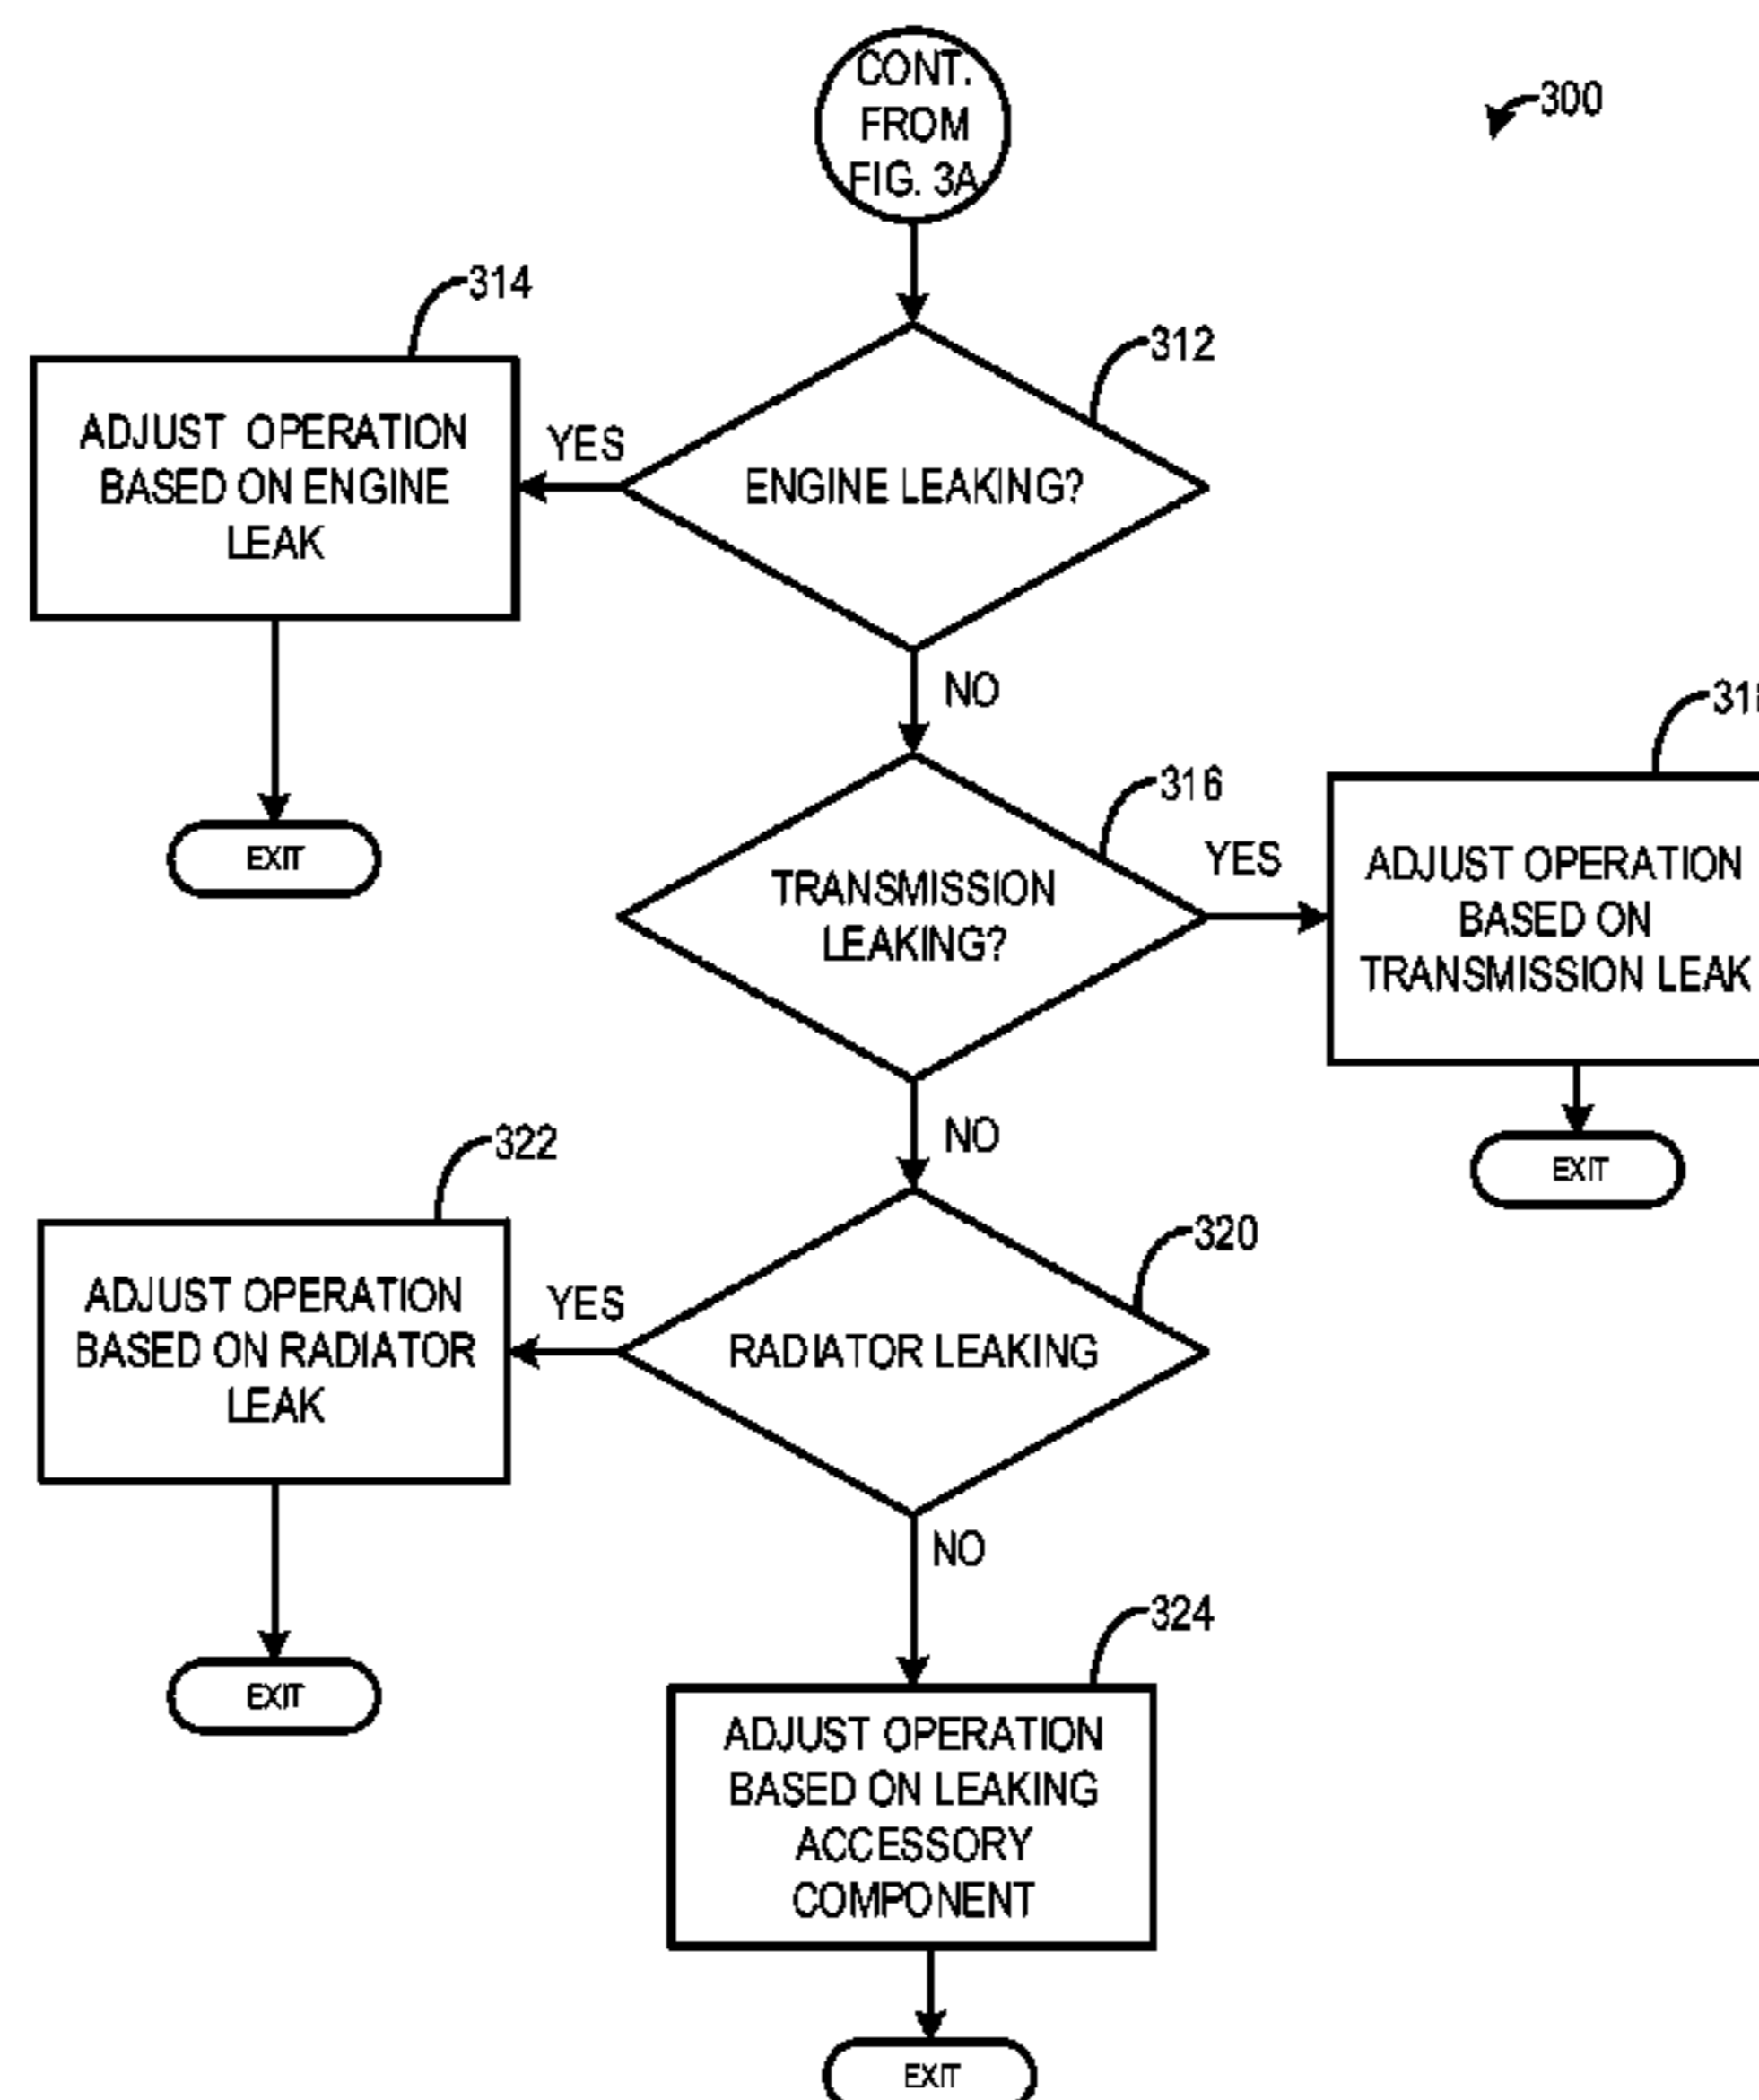 CONT.
FROM
FIG. 3A
300
314
312
ADJUST OPERATION
BASED ON ENGINE
LEAK
YES
ENGINE LEAKING?
NO
316
EXIT
TRANSMISSION
LEAKING?
YES
ADJUST OPERATION
BASED ON
TRANSMISSION LEAK
NO
EXIT
322
320
ADJUST OPERATION
BASED ON RADIATOR
LEAK
YES
RADIATOR LEAKING
NO
EXIT
324
ADJUST OPERATION
BASED ON LEAKING
ACCESSORY
COMPONENT
EXIT